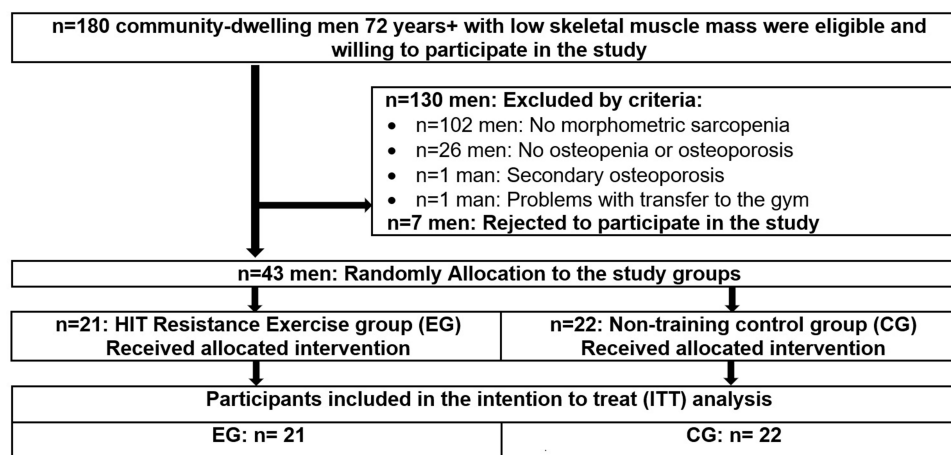 n=180 community-dwelling men 72 years+ with low skeletal muscle mass were eligible and
willing to participate in the study
n=130 men: Excluded by criteria:
• n=102 men: No morphometric sarcopenia
• n=26 men: No osteopenia or osteoporosis
• n=1 man: Secondary osteoporosis
• n=1 man: Problems with transfer to the gym
n=7 men: Rejected to participate in the study
n=43 men: Randomly Allocation to the study groups
n=21: HIT Resistance Exercise group (EG)
Received allocated intervention
n=22: Non-training control group (CG)
Received allocated intervention
Participants included in the intention to treat (ITT) analysis
EG: n= 21
CG: n= 22